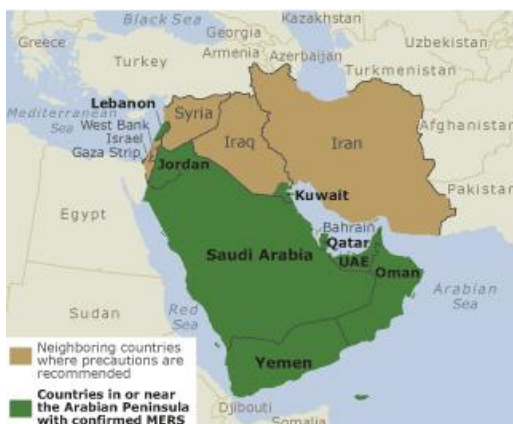 Black Sea
Georgia
Kazakhstan
Greece
Armenia
Azerbaijan
Uzbekistan
Turkey
Turkmenistan
Mediterranean
Sea
Lebanon
Syria
West Bank
Israel
Gaza Strip
Iraq
Iran
Afghanistan
Jordan
Pakistan
Kuwait
Egypt
Bahrain
Qatar
Saudi Arabia
UAE
Oman
Arabian
Sea
Sudan
Red
Sea
Yemen
Djibouti
Somalia
Neighboring countries
where precautions are
recommended
Countries in or near
the Arabian Peninsula
with confirmed MERS